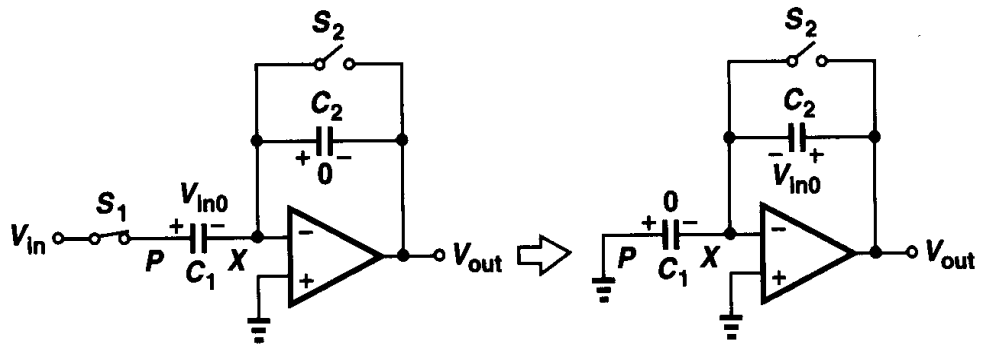 S2
S2
C2
C2
+ −
− +
0
Vin0
Vin0
0
S1
+ −
+ −
−
−
Vin
P
X
C1
Vout
P
X
C1
Vout
+
+